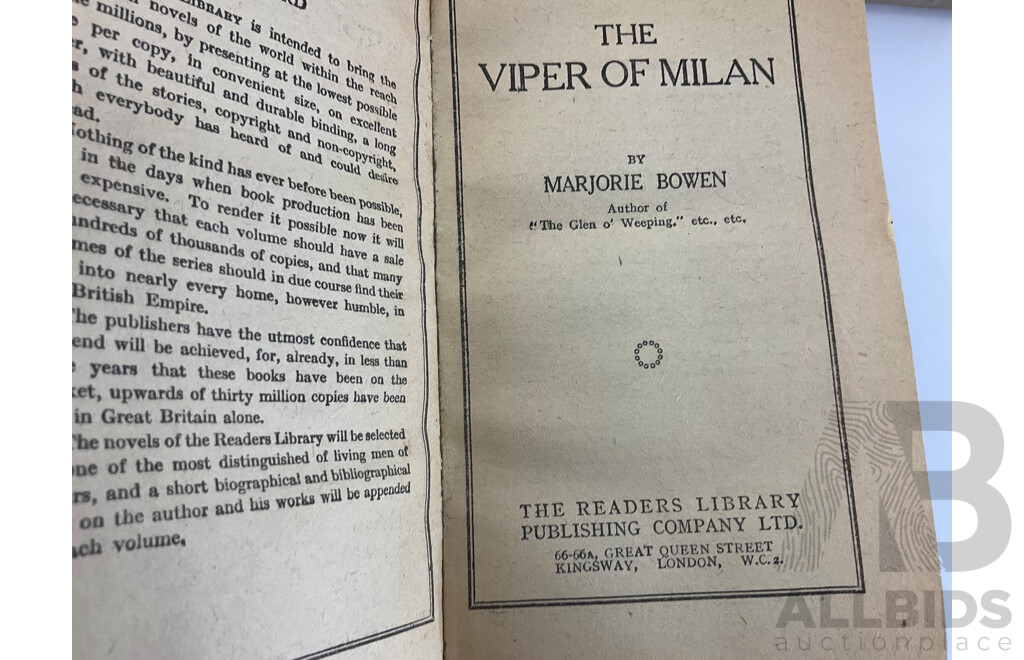 RD
LIBRARY is intended to bring the
novels of the world within the reach
millions, by presenting at the lowest possible
per copy, in convenient size, on excellent
with beautiful and durable binding, a long
of the stories, copyright and non-copyright,
everybody has heard of and could desire
ad.
othing of the kind has ever before been possible,
in the days when book production has been
expensive. To render it possible now it will
ecessary that each volume should have a sale
undreds of thousands of copies, and that many
mes of the series should in due course find their
into nearly every home, however humble, in
British Empire.
he publishers have the utmost confidence that
end will be achieved, for, already, in less than
years that these books have been on the
ket, upwards of thirty million copies have been
in Great Britain alone.
The novels of the Readers Library will be selected
ne of the most distinguished of living men of
rs, and a short biographical and bibliographical
on the author and his works will be appended
ach volume.
THE
VIPER OF MILAN
BY
MARJORIE BOWEN
Author of
"The Glen o' Weeping," etc., etc.
THE READERS LIBRARY
PUBLISHING COMPANY LTD.
66-66A, GREAT QUEEN STREET
KINGSWAY, LONDON, W.C.2.
AB
ALLBIDS
auctionplace